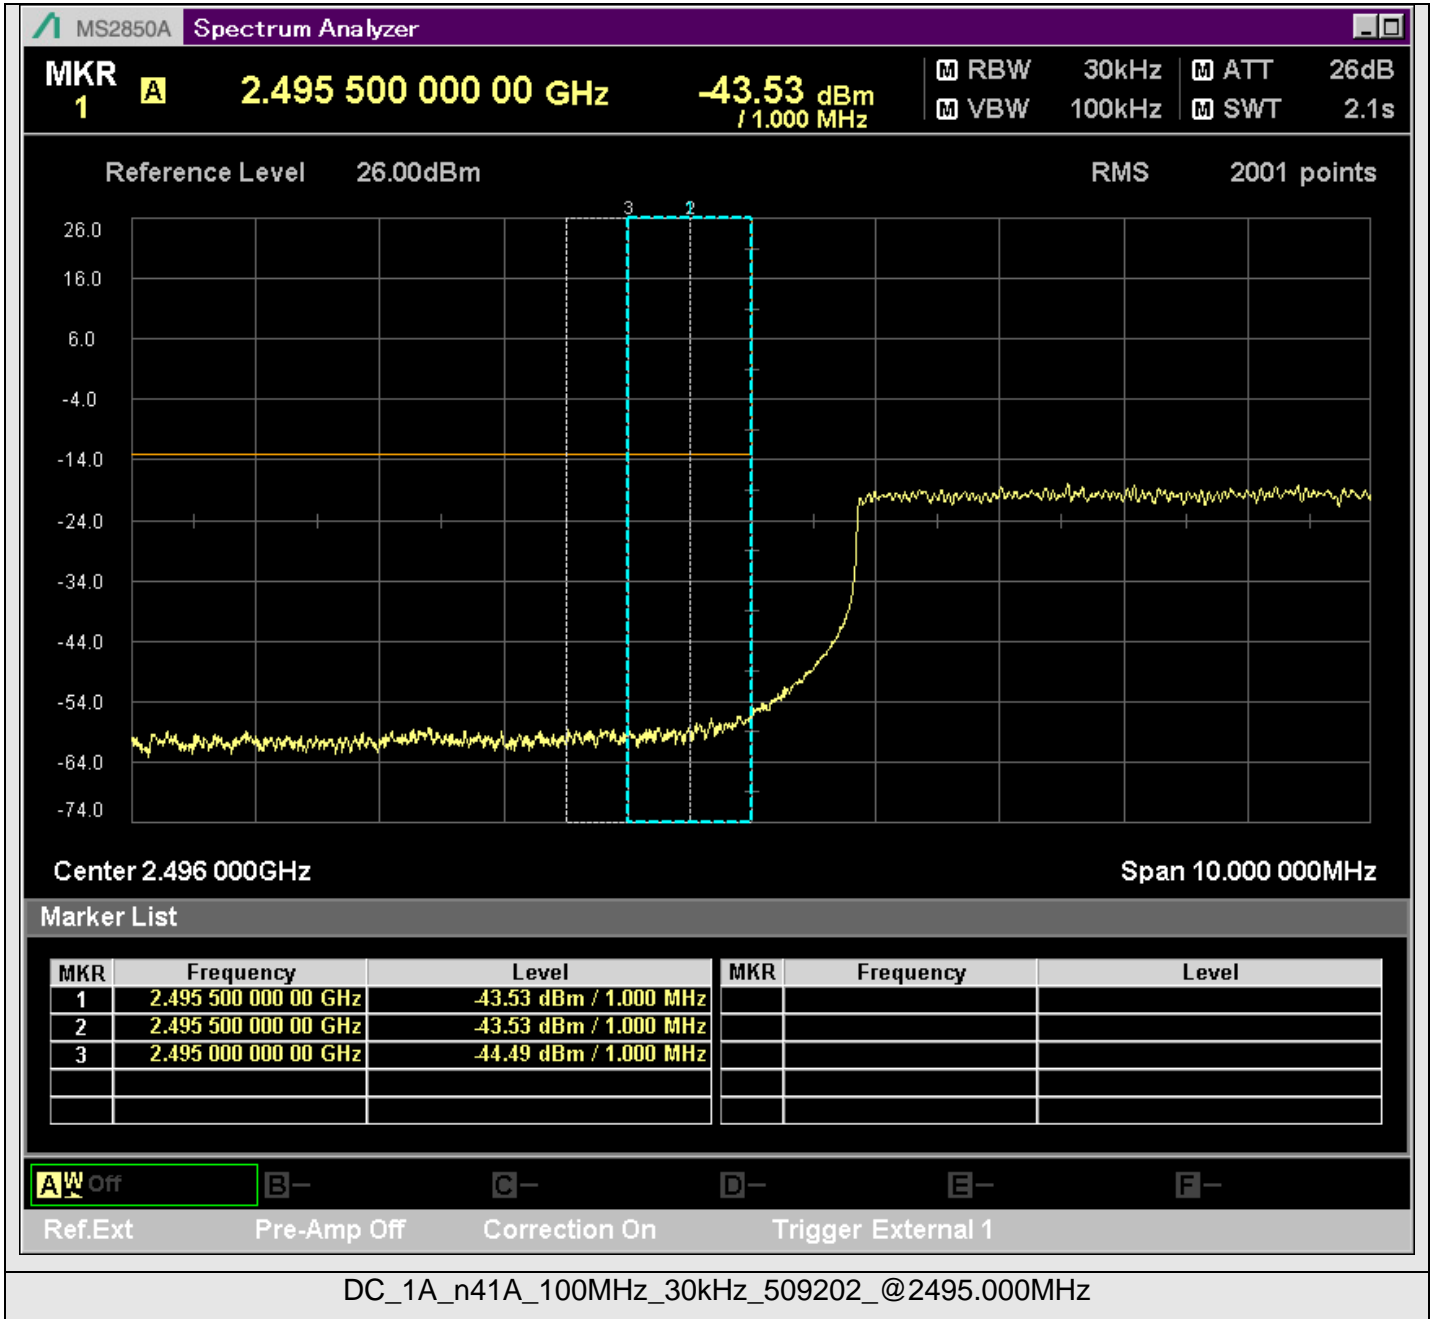 MS2850A Spectrum Analyzer
MKR 1 A 2.495 500 000 00 GHz -43.53 dBm / 1.000 MHz
M RBW 30kHz M ATT 26dB
M VBW 100kHz M SWT 2.1s
Reference Level 26.00dBm RMS 2001 points
3 2
26.0
16.0
6.0
-4.0
-14.0
-24.0
-34.0
-44.0
-54.0
-64.0
-74.0
Center 2.496 000GHz Span 10.000 000MHz
Marker List
MKR Frequency Level MKR Frequency Level
1 2.495 500 000 00 GHz -43.53 dBm / 1.000 MHz
2 2.495 500 000 00 GHz -43.53 dBm / 1.000 MHz
3 2.495 000 000 00 GHz -44.49 dBm / 1.000 MHz
A W Off B- C- D- E- F-
Ref.Ext Pre-Amp Off Correction On Trigger External 1
DC_1A_n41A_100MHz_30kHz_509202_@2495.000MHz